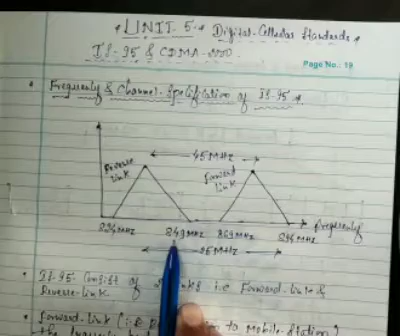 UNIT-5 Digital-Cellular Standards
IS-95 & CDMA-2000
Page No.: 19
Frequency & Channel Specification of IS-95
45MHz
Reverse Link
Forward Link
824MHz 849MHz 869MHz 894MHz Frequency
IS-95 Consist of Links i.e Forward-Link &
Reverse-Link
Forward-Link to Mobile-Station)